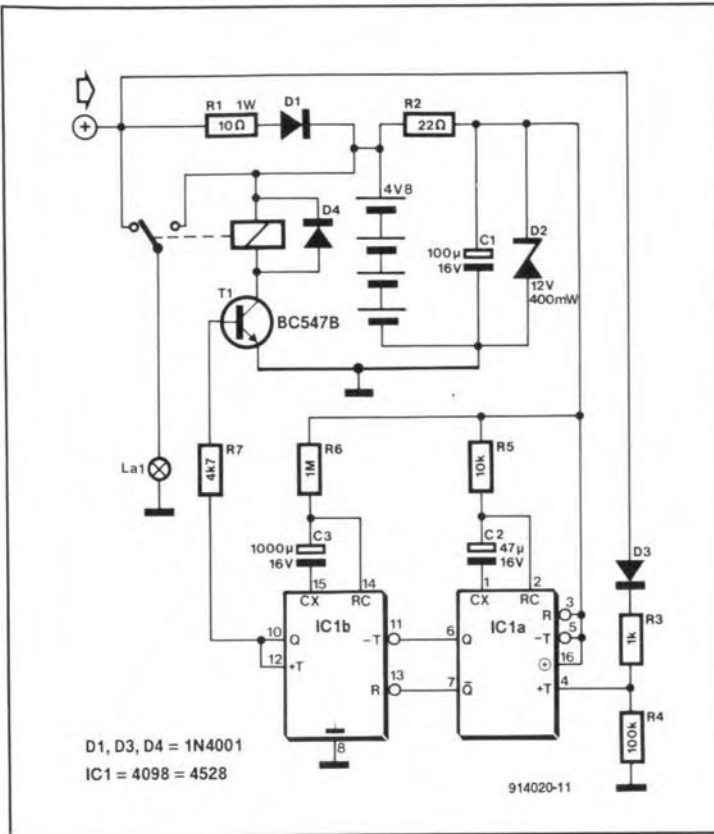 +
R1 1W
10Ω
D1
R2
22Ω
4V8
D4
C1
100µ
16V
D2
12V
400mW
T1
BC547B
La1
R7
4k7
R6
1M
R5
10k
C3
1000µ
16V
C2
47µ
16V
D3
R3
1k
R4
100k
15
14
CX
RC
IC1b
10
Q
12
+T
-T
11
R
13
8
1
2
CX
RC
IC1a
6
Q
7
Q̅
R
3
-T
5
+
16
+T
4
D1, D3, D4 = 1N4001
IC1 = 4098 = 4528
914020-11